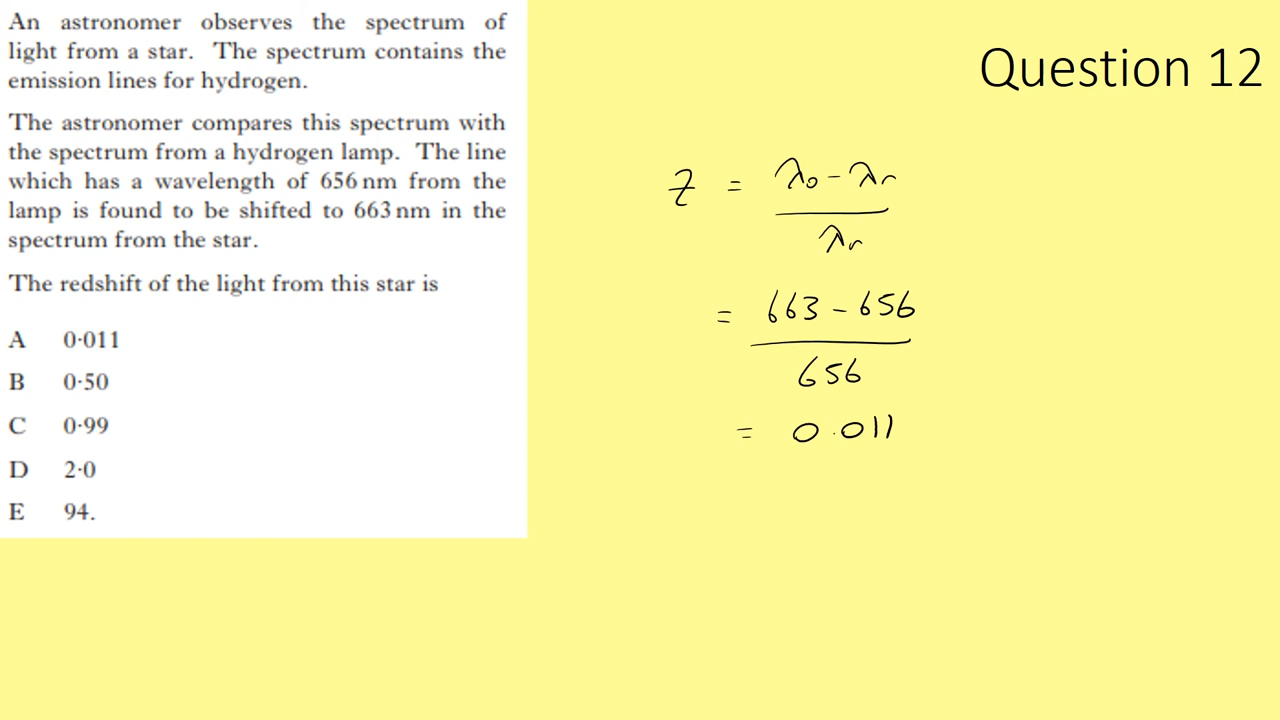 An astronomer observes the spectrum of
light from a star. The spectrum contains the
emission lines for hydrogen.
The astronomer compares this spectrum with
the spectrum from a hydrogen lamp. The line
which has a wavelength of 656 nm from the
lamp is found to be shifted to 663 nm in the
spectrum from the star.
The redshift of the light from this star is
A 0·011
B 0·50
C 0·99
D 2·0
E 94.
Question 12
Z = λo - λr
λr
= 663 - 656
656
= 0.011